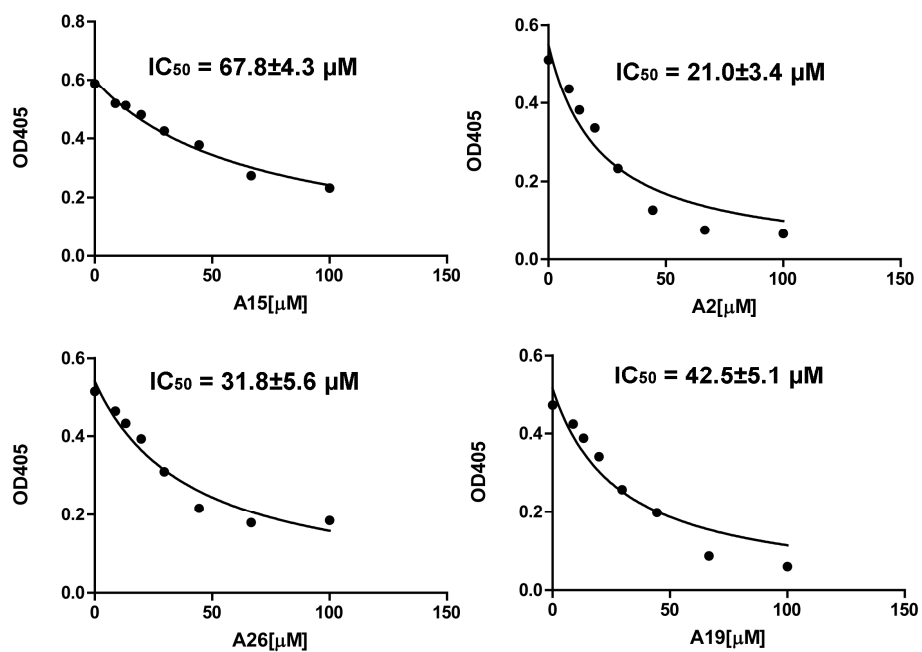 0.8
0.6
0.4
0.2
0.0
OD405
IC50 = 67.8±4.3 µM
0 50 100 150
A15[µM]
0.6
0.4
0.2
0.0
OD405
IC50 = 21.0±3.4 µM
0 50 100 150
A2[µM]
0.6
0.4
0.2
0.0
OD405
IC50 = 31.8±5.6 µM
0 50 100 150
A26[µM]
0.6
0.4
0.2
0.0
OD405
IC50 = 42.5±5.1 µM
0 50 100 150
A19[µM]